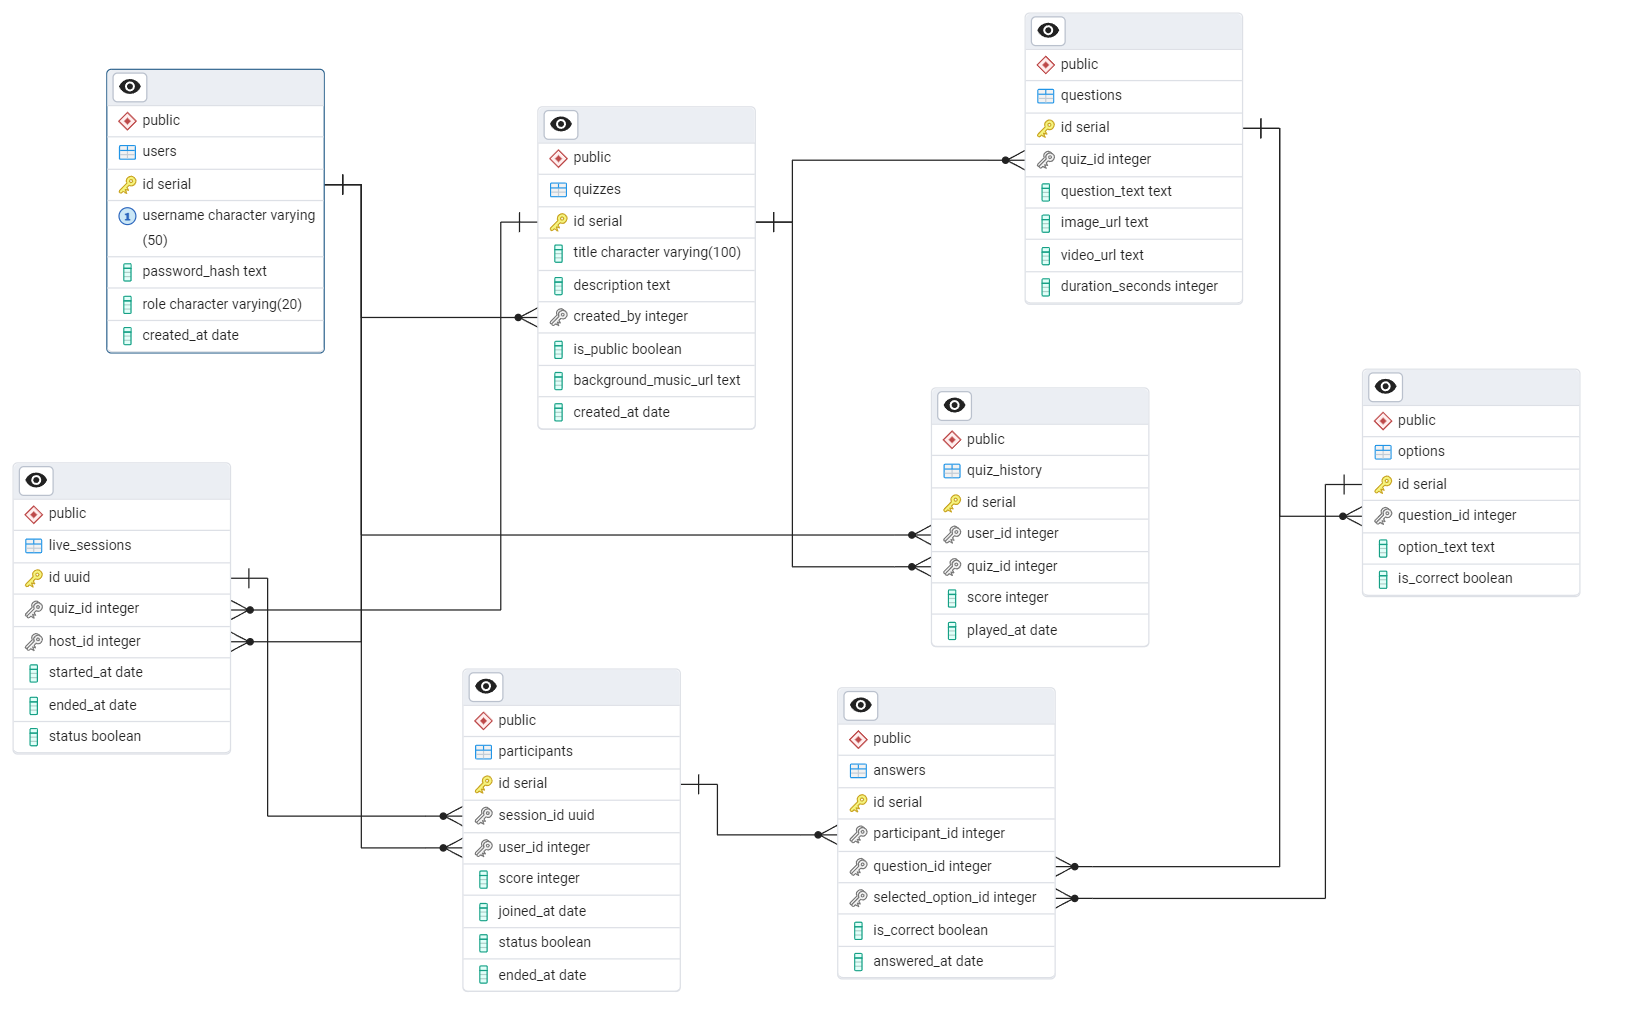 public
users
id serial
1
username character varying
(50)
password_hash text
role character varying(20)
created_at date
public
quizzes
id serial
title character varying(100)
description text
created_by integer
is_public boolean
background_music_url text
created_at date
public
questions
id serial
quiz_id integer
question_text text
image_url text
video_url text
duration_seconds integer
public
quiz_history
id serial
user_id integer
quiz_id integer
score integer
played_at date
public
options
id serial
question_id integer
option_text text
is_correct boolean
public
live_sessions
id uuid
quiz_id integer
host_id integer
started_at date
ended_at date
status boolean
public
participants
id serial
session_id uuid
user_id integer
score integer
joined_at date
status boolean
ended_at date
public
answers
id serial
participant_id integer
question_id integer
selected_option_id integer
is_correct boolean
answered_at date